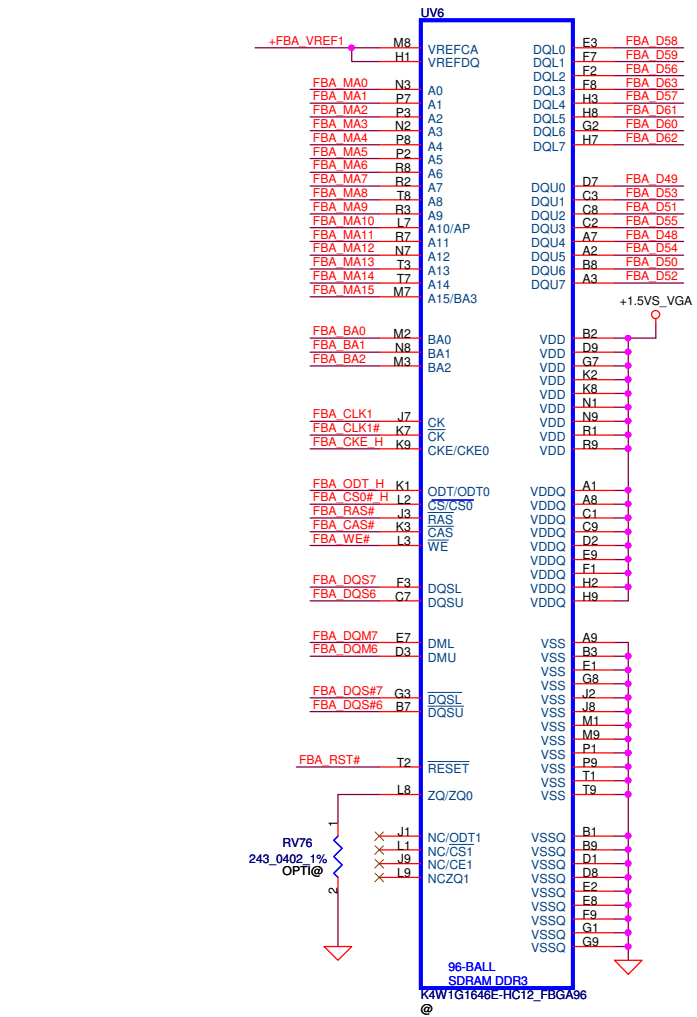 UV6
+FBA_VREF1 M8 VREFCA DQL0 E3 FBA_D58
H1 VREFDQ DQL1 F7 FBA_D59
DQL2 F2 FBA_D56
FBA_MA0 N3 A0 DQL3 F8 FBA_D63
FBA_MA1 P7 A1 DQL4 H3 FBA_D57
FBA_MA2 P3 A2 DQL5 H8 FBA_D61
FBA_MA3 N2 A3 DQL6 G2 FBA_D60
FBA_MA4 P8 A4 DQL7 H7 FBA_D62
FBA_MA5 P2 A5
FBA_MA6 R8 A6
FBA_MA7 R2 A7 DQU0 D7 FBA_D49
FBA_MA8 T8 A8 DQU1 C3 FBA_D53
FBA_MA9 R3 A9 DQU2 C8 FBA_D51
FBA_MA10 L7 A10/AP DQU3 C2 FBA_D55
FBA_MA11 R7 A11 DQU4 A7 FBA_D48
FBA_MA12 N7 A12 DQU5 A2 FBA_D54
FBA_MA13 T3 A13 DQU6 B8 FBA_D50
FBA_MA14 T7 A14 DQU7 A3 FBA_D52
FBA_MA15 M7 A15/BA3
+1.5VS_VGA
FBA_BA0 M2 BA0 VDD B2
FBA_BA1 N8 BA1 VDD D9
FBA_BA2 M3 BA2 VDD G7
VDD K2
VDD K8
VDD N1
FBA_CLK1 J7 CK VDD N9
FBA_CLK1# K7 CK VDD R1
FBA_CKE_H K9 CKE/CKE0 VDD R9
FBA_ODT_H K1 ODT/ODT0 VDDQ A1
FBA_CS0#_H L2 CS/CS0 VDDQ A8
FBA_RAS# J3 RAS VDDQ C1
FBA_CAS# K3 CAS VDDQ C9
FBA_WE# L3 WE VDDQ D2
VDDQ E9
VDDQ F1
FBA_DQS7 F3 DQSL VDDQ H2
FBA_DQS6 C7 DQSU VDDQ H9
FBA_DQM7 E7 DML VSS A9
FBA_DQM6 D3 DMU VSS B3
VSS E1
VSS G8
FBA_DQS#7 G3 DQSL VSS J2
FBA_DQS#6 B7 DQSU VSS J8
VSS M1
VSS M9
VSS P1
FBA_RST# T2 RESET VSS P9
VSS T1
L8 ZQ/ZQ0 VSS T9
1
J1 NC/ODT1 VSSQ B1
RV76 L1 NC/CS1 VSSQ B9
243_0402_1% J9 NC/CE1 VSSQ D1
OPTI@ L9 NCZQ1 VSSQ D8
2 VSSQ E2
VSSQ E8
VSSQ F9
VSSQ G1
VSSQ G9
96-BALL
SDRAM DDR3
K4W1G1646E-HC12_FBGA96
@